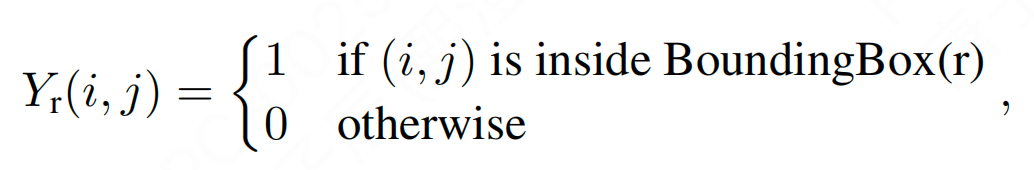 Yr(i, j) = { 1 if (i, j) is inside BoundingBox(r)
0 otherwise ,